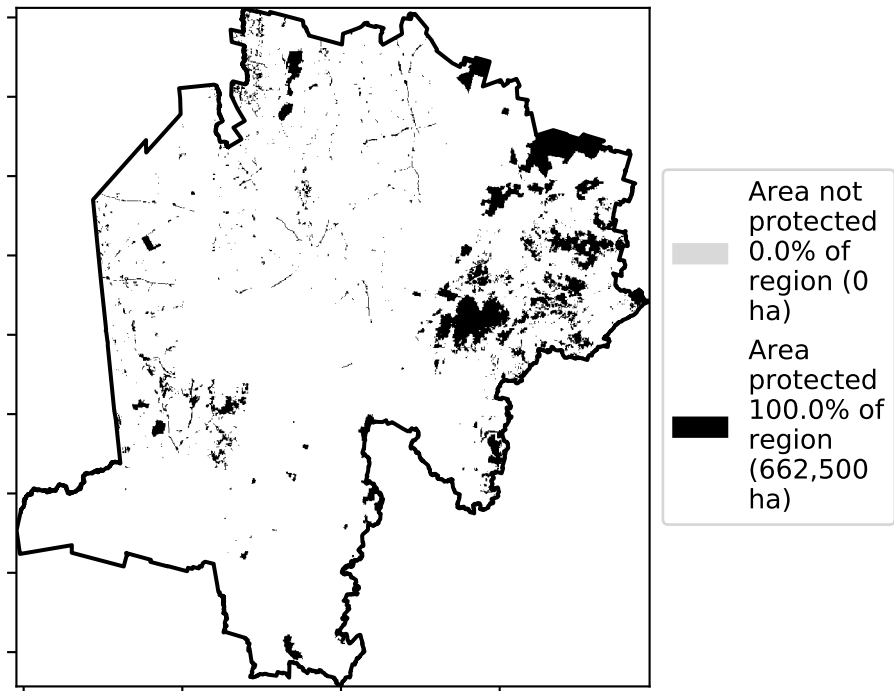 Area not
protected
0.0% of
region (0
ha)
Area
protected
100.0% of
region
(662,500
ha)